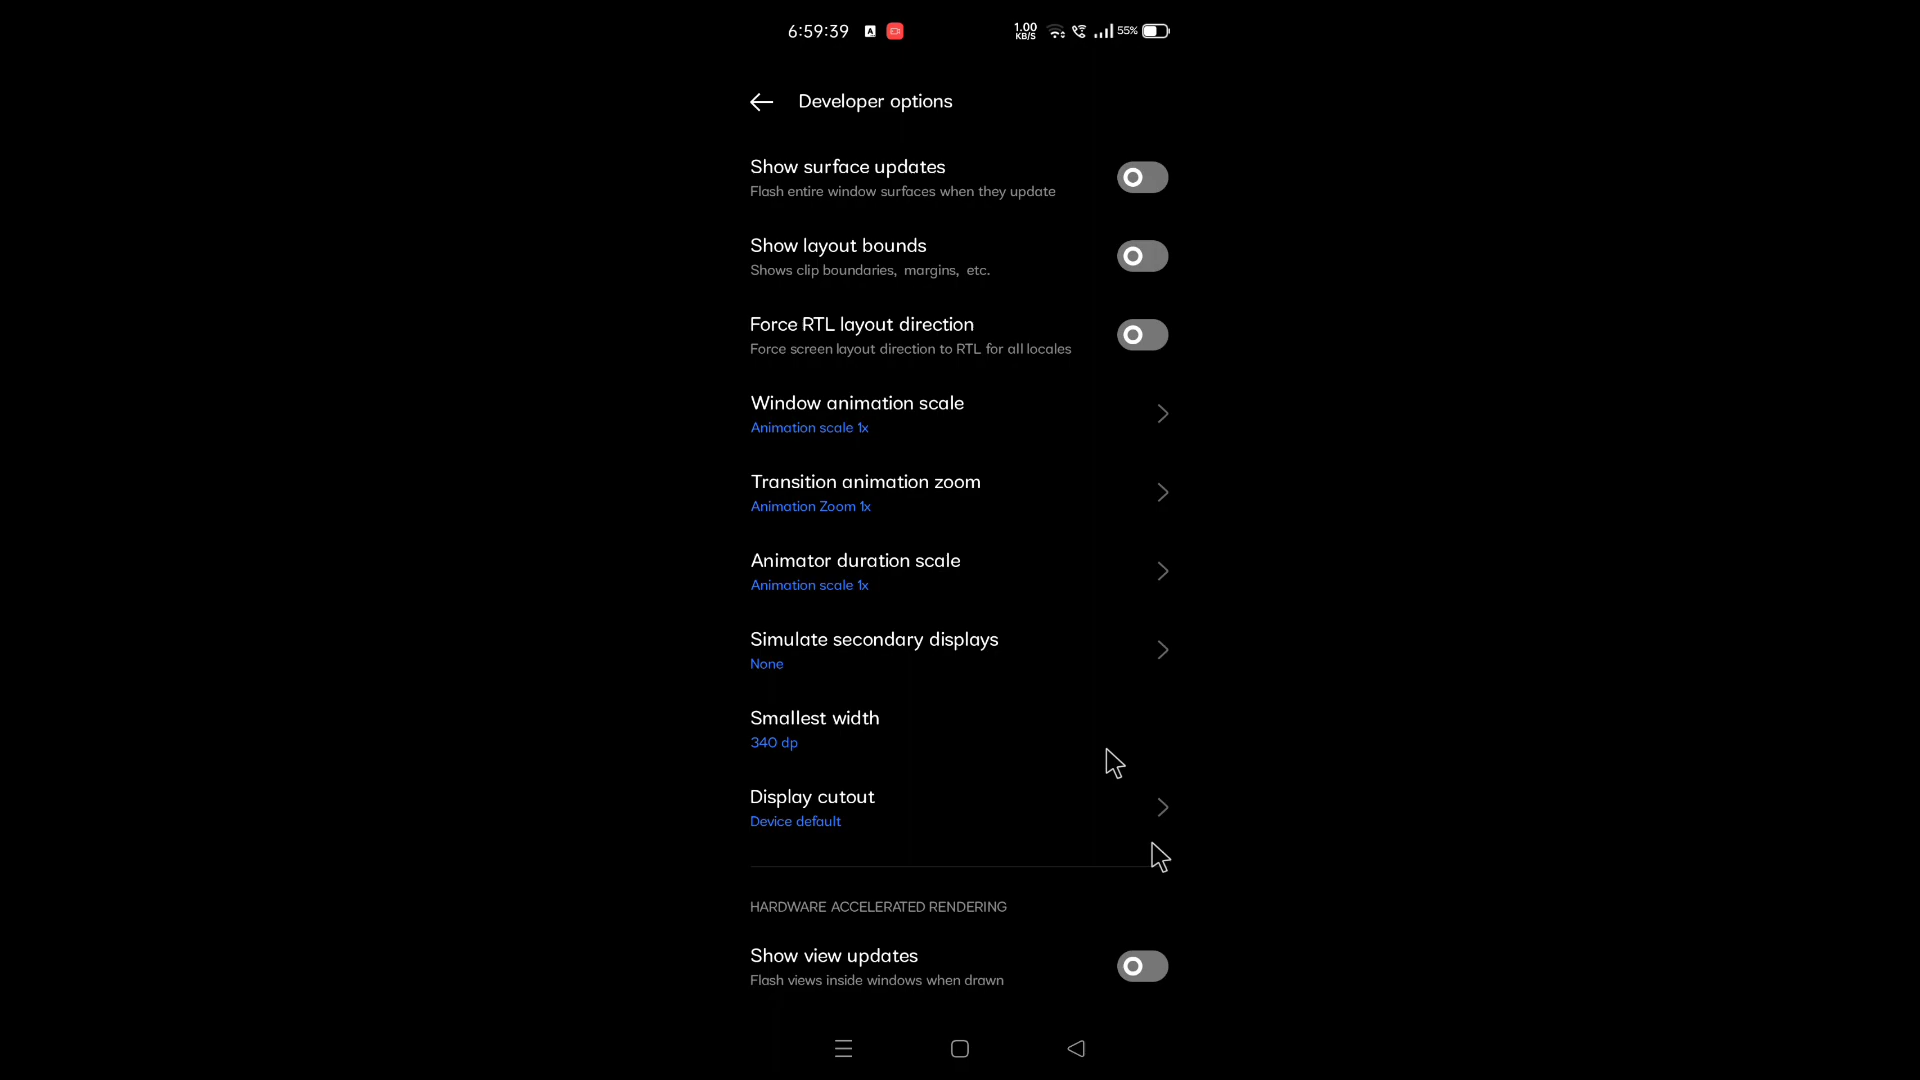 6:59:39
A
1.00
KB/S
55%
Developer options
Show surface updates
Flash entire window surfaces when they update
Show layout bounds
Shows clip boundaries, margins, etc.
Force RTL layout direction
Force screen layout direction to RTL for all locales
Window animation scale
Animation scale 1x
Transition animation zoom
Animation Zoom 1x
Animator duration scale
Animation scale 1x
Simulate secondary displays
None
Smallest width
340 dp
Display cutout
Device default
HARDWARE ACCELERATED RENDERING
Show view updates
Flash views inside windows when drawn